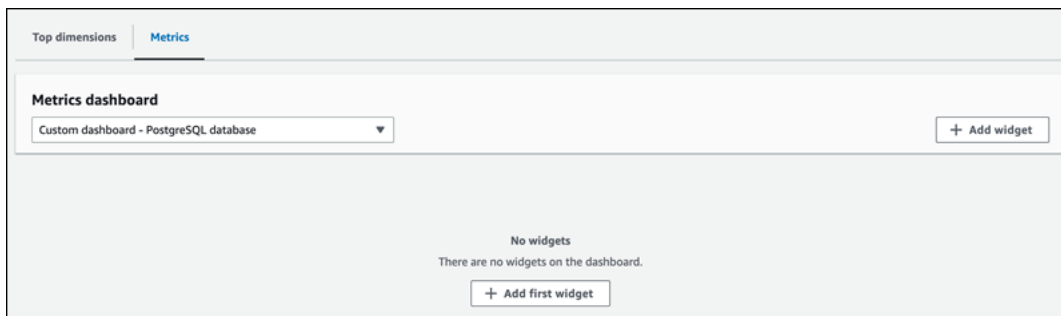 Top dimensions Metrics
Metrics dashboard
Custom dashboard - PostgreSQL database
+ Add widget
No widgets
There are no widgets on the dashboard.
+ Add first widget